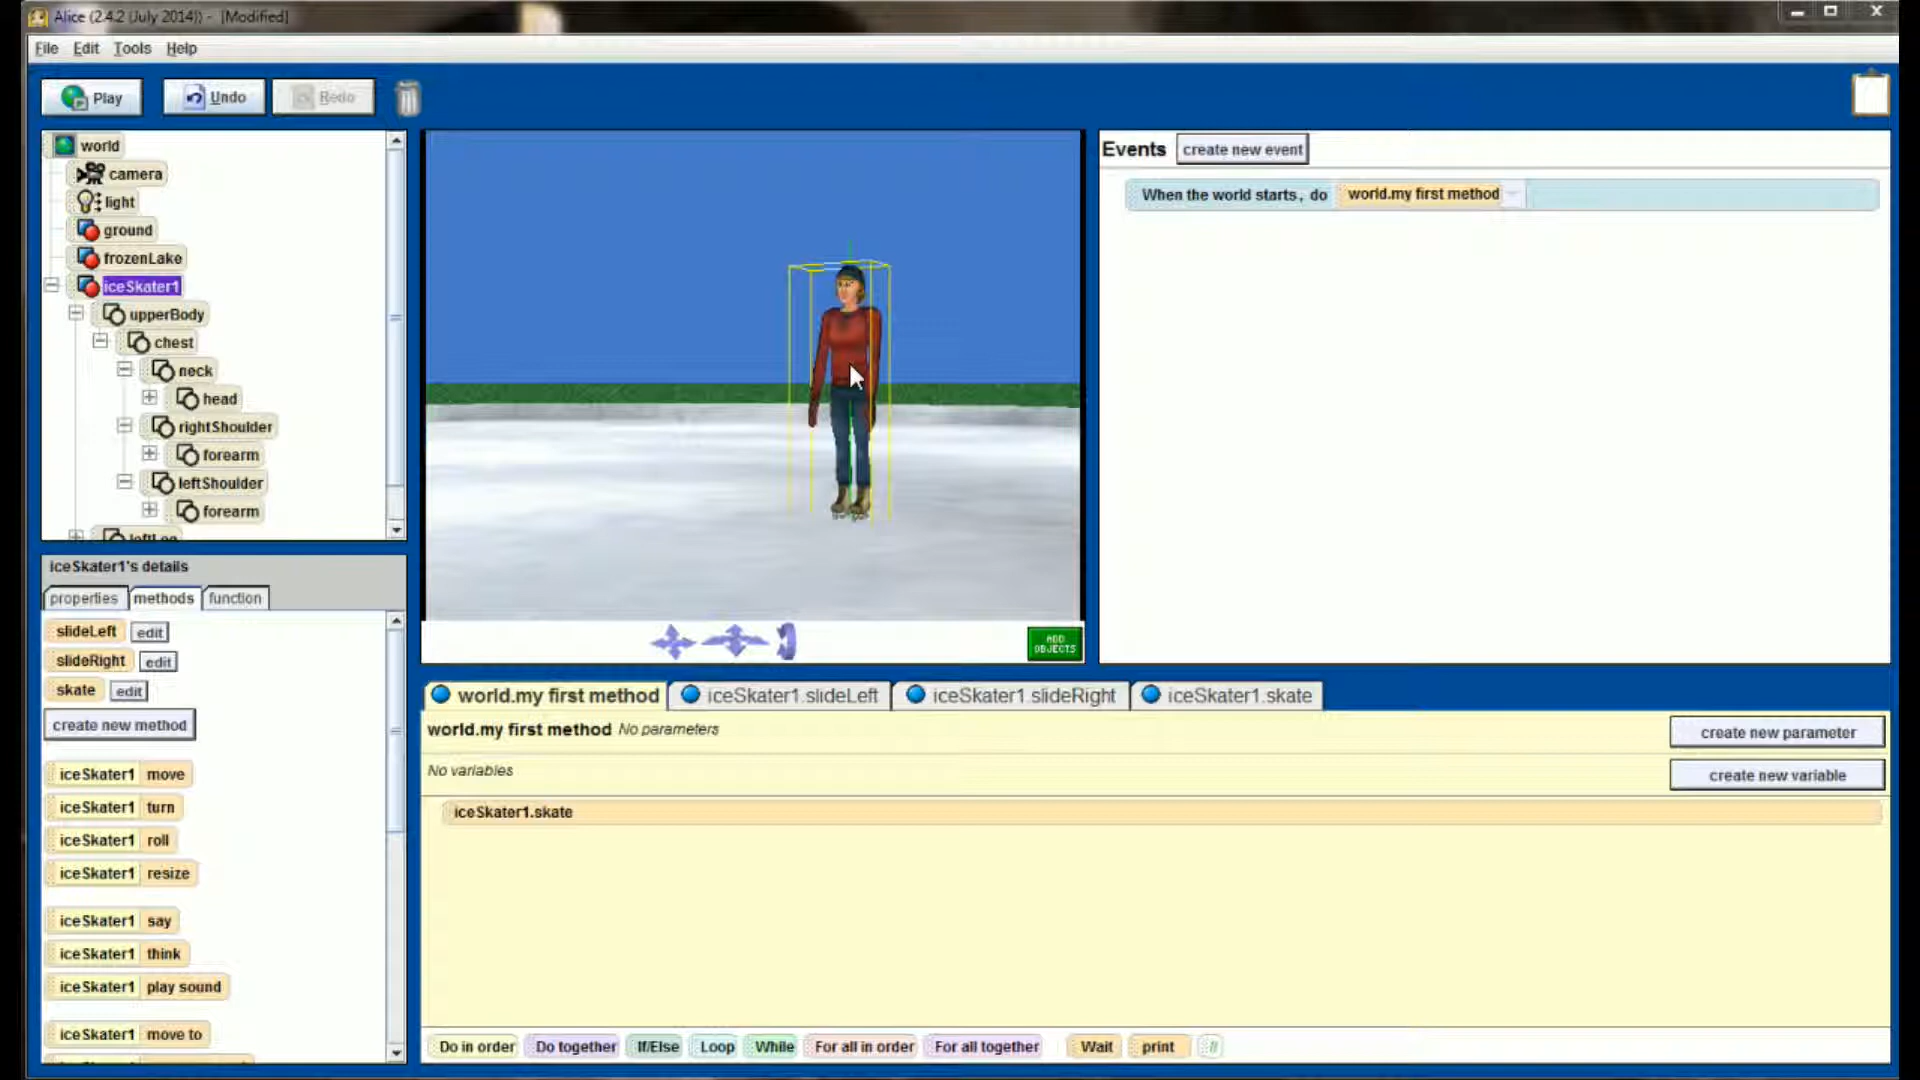 Alice (2.4.2 (July 2014)) - [Modified]
File Edit Tools Help
Play Undo Redo
world
camera
light
ground
frozenLake
iceSkater1
upperBody
chest
neck
head
rightShoulder
forearm
leftShoulder
forearm
leftLeg
iceSkater1's details
properties methods function
slideLeft edit
slideRight edit
skate edit
create new method
iceSkater1 move
iceSkater1 turn
iceSkater1 roll
iceSkater1 resize
iceSkater1 say
iceSkater1 think
iceSkater1 play sound
iceSkater1 move to
ADD
OBJECTS
Events create new event
When the world starts, do world.my first method
world.my first method iceSkater1.slideLeft iceSkater1.slideRight iceSkater1.skate
world.my first method No parameters create new parameter
No variables create new variable
iceSkater1.skate
Do in order Do together If/Else Loop While For all in order For all together Wait print //